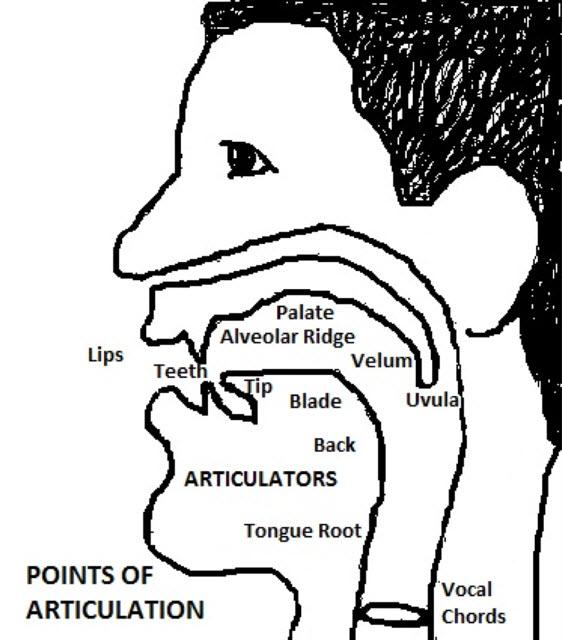 Palate
Alveolar Ridge
Lips
Teeth
Velum
Tip
Blade
Uvula
Back
ARTICULATORS
Tongue Root
POINTS OF
ARTICULATION
Vocal
Chords